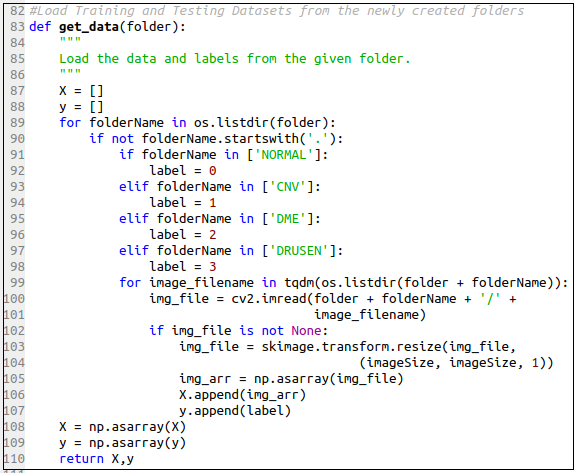 82 #Load Training and Testing Datasets from the newly created folders
83 def get_data(folder):
84     """
85     Load the data and labels from the given folder.
86     """
87     X = []
88     y = []
89     for folderName in os.listdir(folder):
90         if not folderName.startswith('.'):
91             if folderName in ['NORMAL']:
92                 label = 0
93             elif folderName in ['CNV']:
94                 label = 1
95             elif folderName in ['DME']:
96                 label = 2
97             elif folderName in ['DRUSEN']:
98                 label = 3
99             for image_filename in tqdm(os.listdir(folder + folderName)):
100                 img_file = cv2.imread(folder + folderName + '/' +
101                                       image_filename)
102                 if img_file is not None:
103                     img_file = skimage.transform.resize(img_file,
104                                             (imageSize, imageSize, 1))
105                     img_arr = np.asarray(img_file)
106                     X.append(img_arr)
107                     y.append(label)
108     X = np.asarray(X)
109     y = np.asarray(y)
110     return X,y